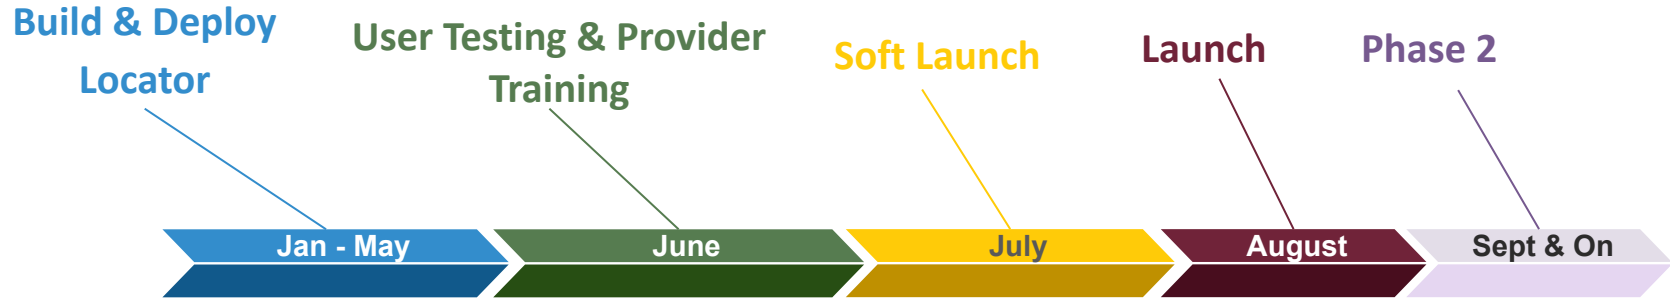 Build & Deploy
Locator
User Testing & Provider
Training
Soft Launch
Launch
Phase 2
Jan - May
June
July
August
Sept & On